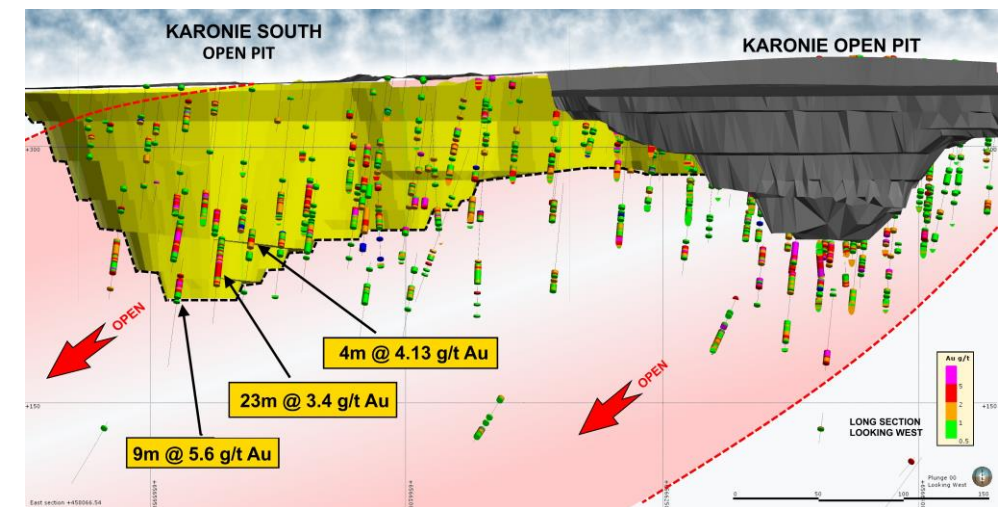 KARONIE SOUTH
OPEN PIT
KARONIE OPEN PIT
+300
+300
OPEN
OPEN
4m @ 4.13 g/t Au
23m @ 3.4 g/t Au
9m @ 5.6 g/t Au
Au g/t
5
2
1
0.5
LONG SECTION
LOOKING WEST
+150
+150
East section +458066.54
Plunge 00
Looking West
0
50
100
150